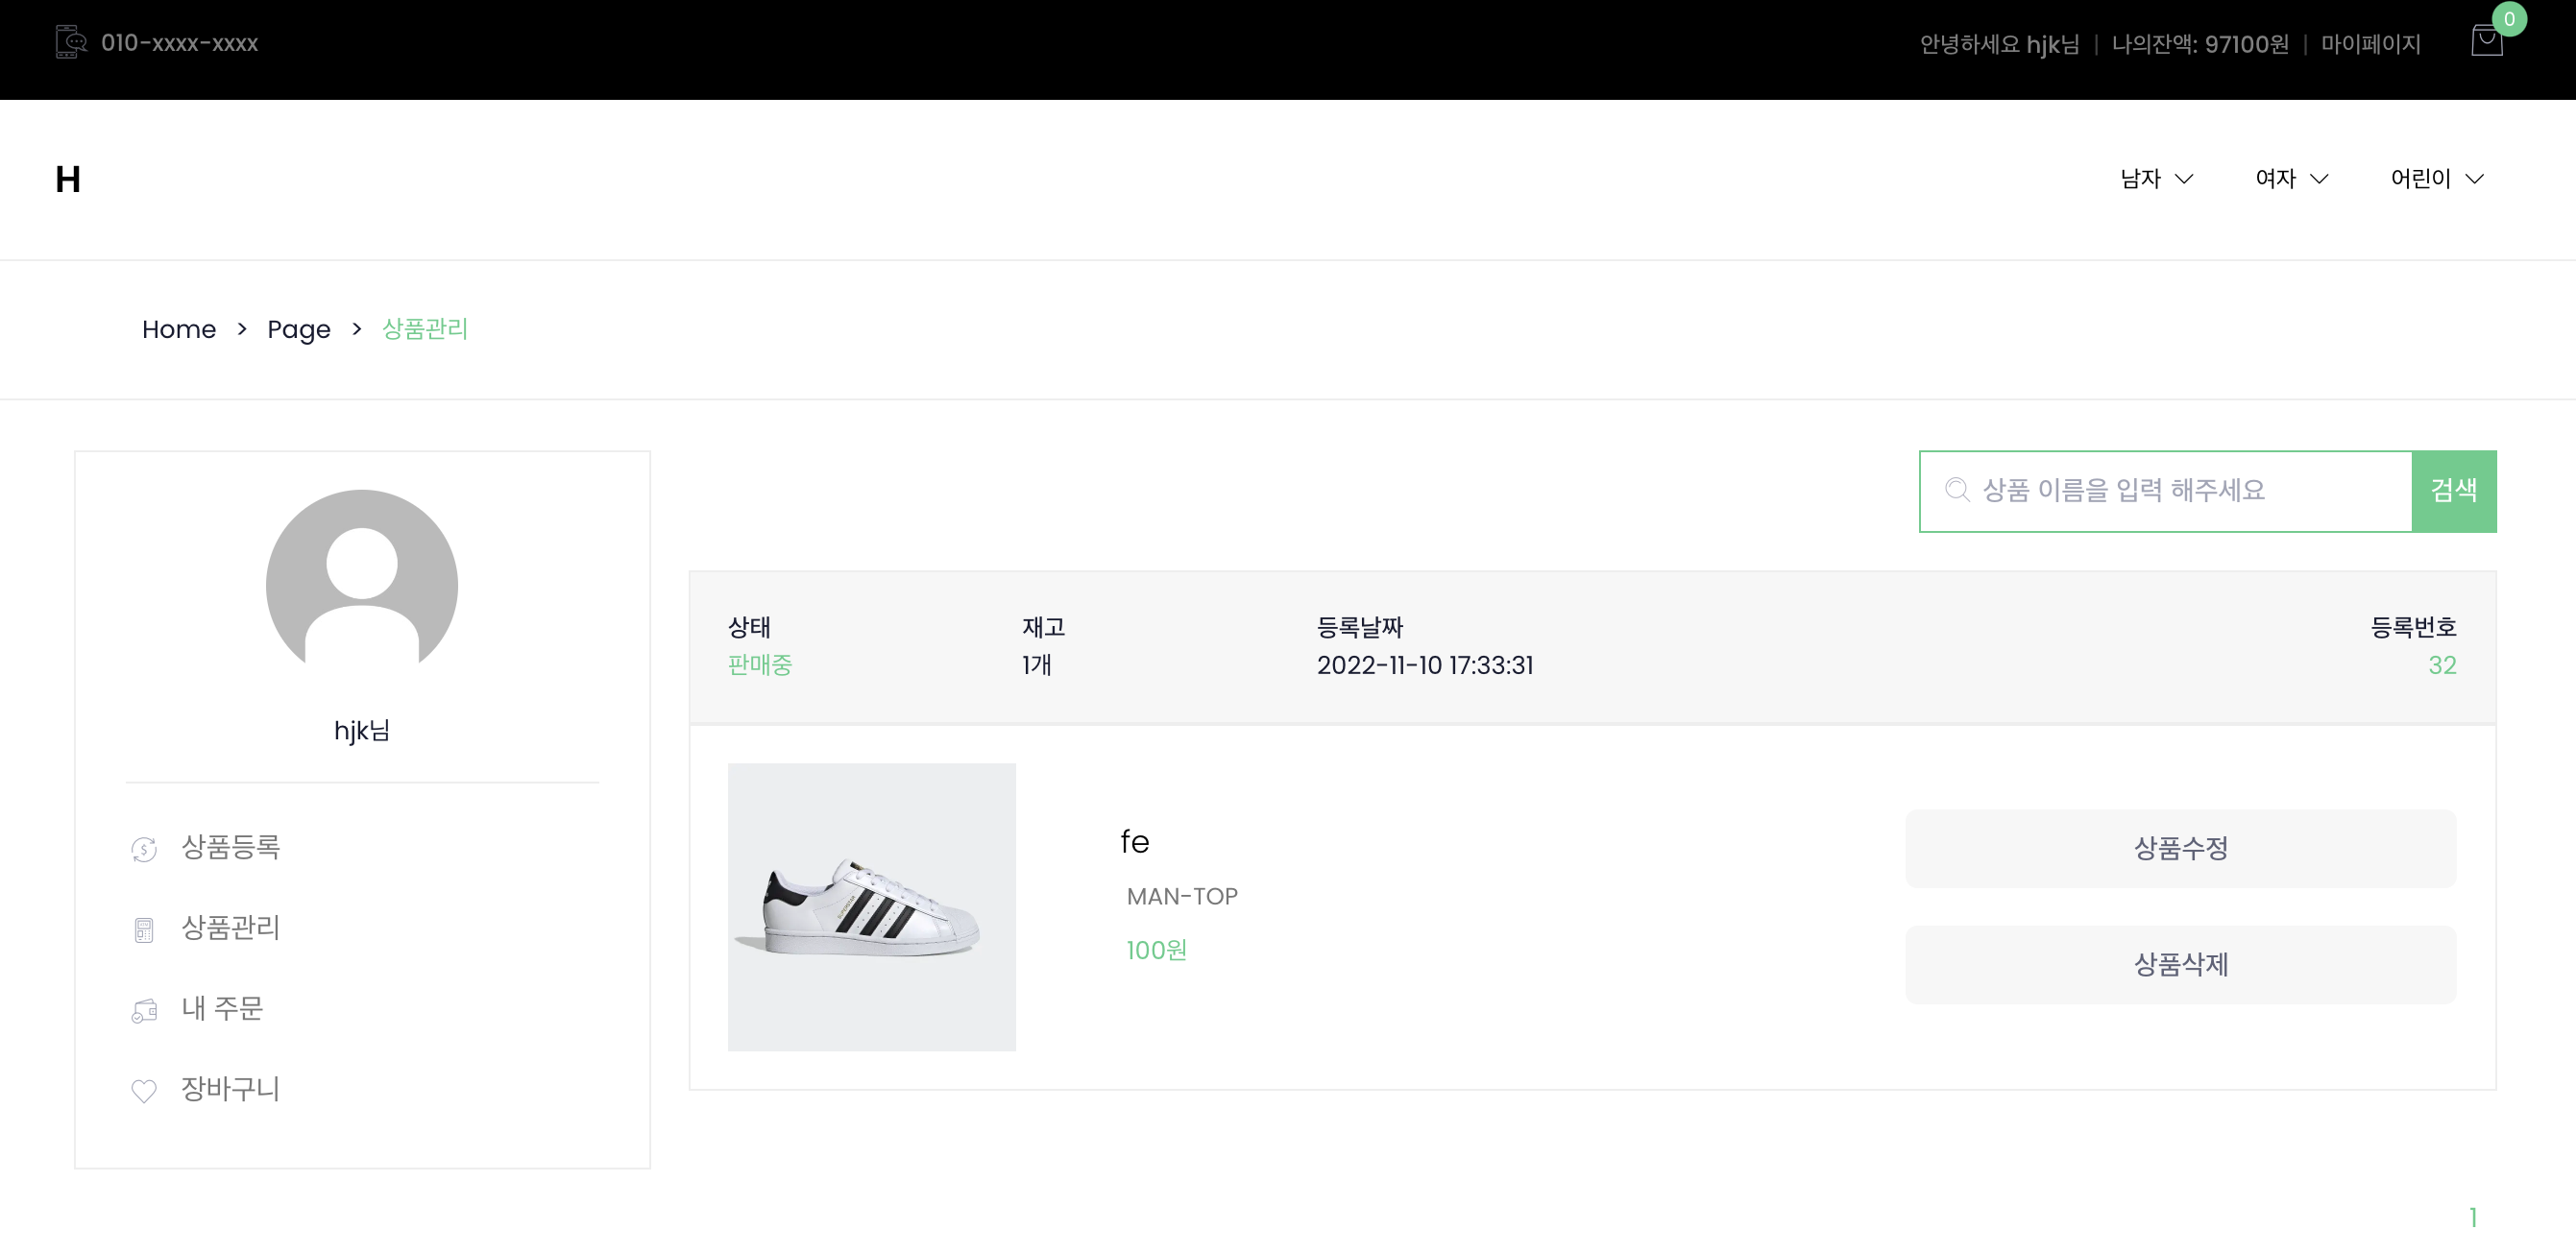 010-xxxx-xxxx
안녕하세요 hjk님 | 나의잔액: 97100원 | 마이페이지
0
H
남자 여자 어린이
Home > Page > 상품관리
상품 이름을 입력 해주세요 검색
hjk님
상품등록
상품관리
내 주문
장바구니
상태 재고 등록날짜 등록번호
판매중 1개 2022-11-10 17:33:31 32
fe
MAN-TOP
100원
상품수정
상품삭제
1